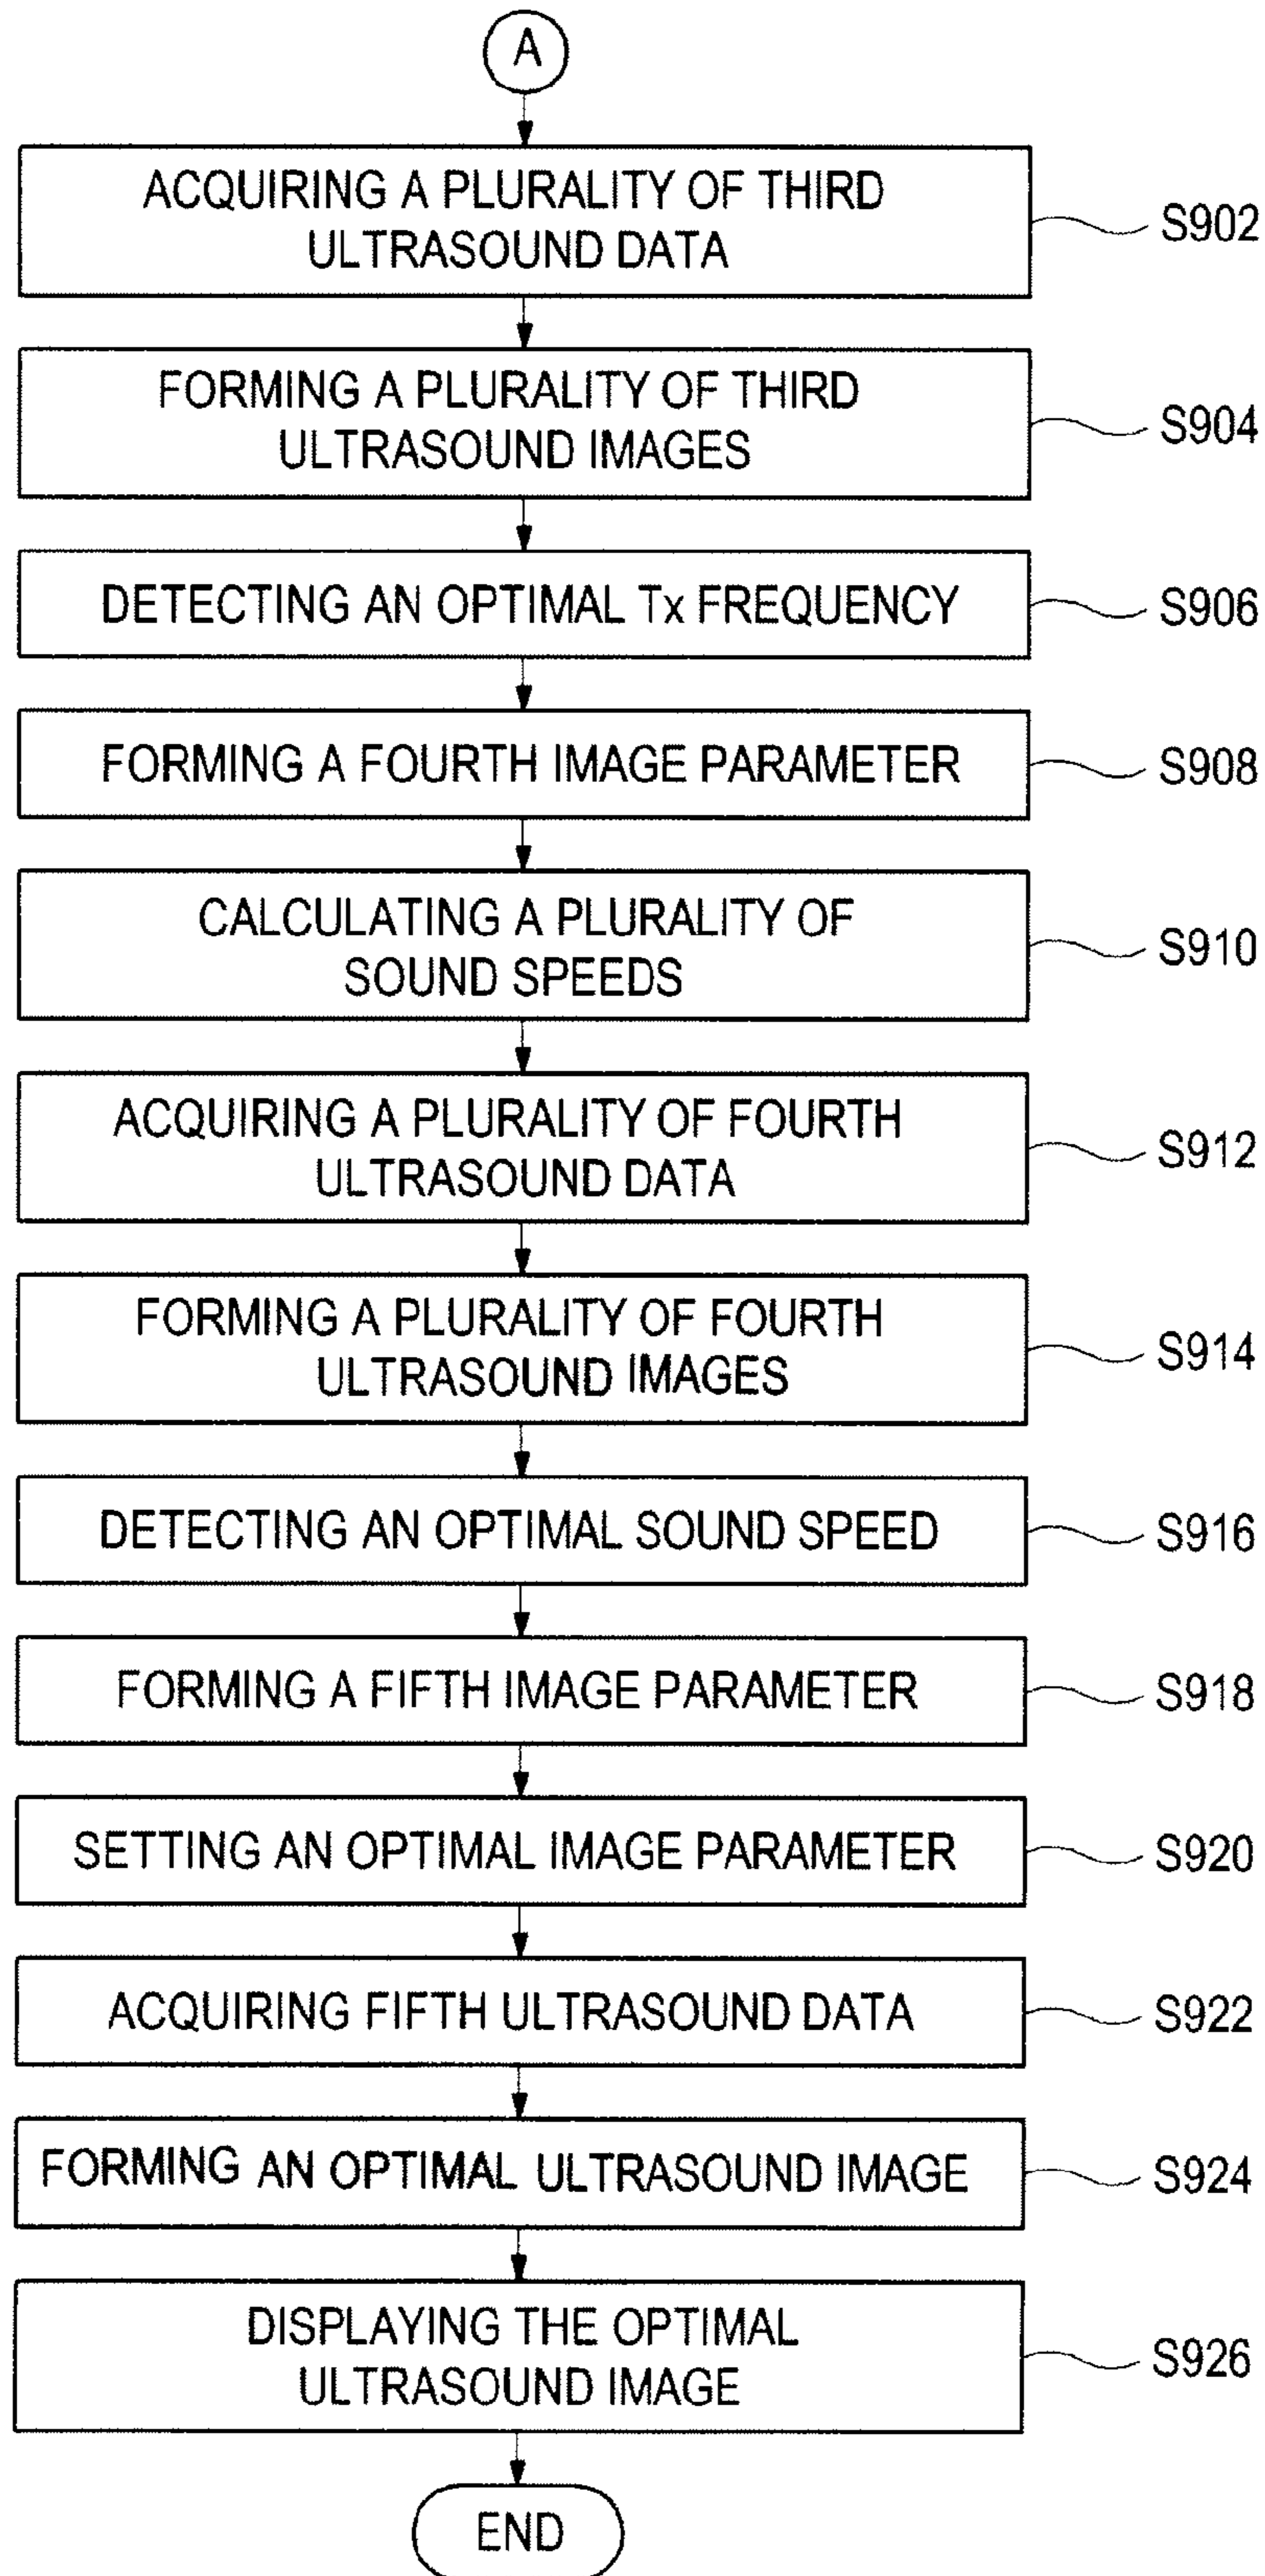 A
ACQUIRING A PLURALITY OF THIRD
ULTRASOUND DATA
S902
FORMING A PLURALITY OF THIRD
ULTRASOUND IMAGES
S904
DETECTING AN OPTIMAL Tx FREQUENCY
S906
FORMING A FOURTH IMAGE PARAMETER
S908
CALCULATING A PLURALITY OF
SOUND SPEEDS
S910
ACQUIRING A PLURALITY OF FOURTH
ULTRASOUND DATA
S912
FORMING A PLURALITY OF FOURTH
ULTRASOUND IMAGES
S914
DETECTING AN OPTIMAL SOUND SPEED
S916
FORMING A FIFTH IMAGE PARAMETER
S918
SETTING AN OPTIMAL IMAGE PARAMETER
S920
ACQUIRING FIFTH ULTRASOUND DATA
S922
FORMING AN OPTIMAL ULTRASOUND IMAGE
S924
DISPLAYING THE OPTIMAL
ULTRASOUND IMAGE
S926
END